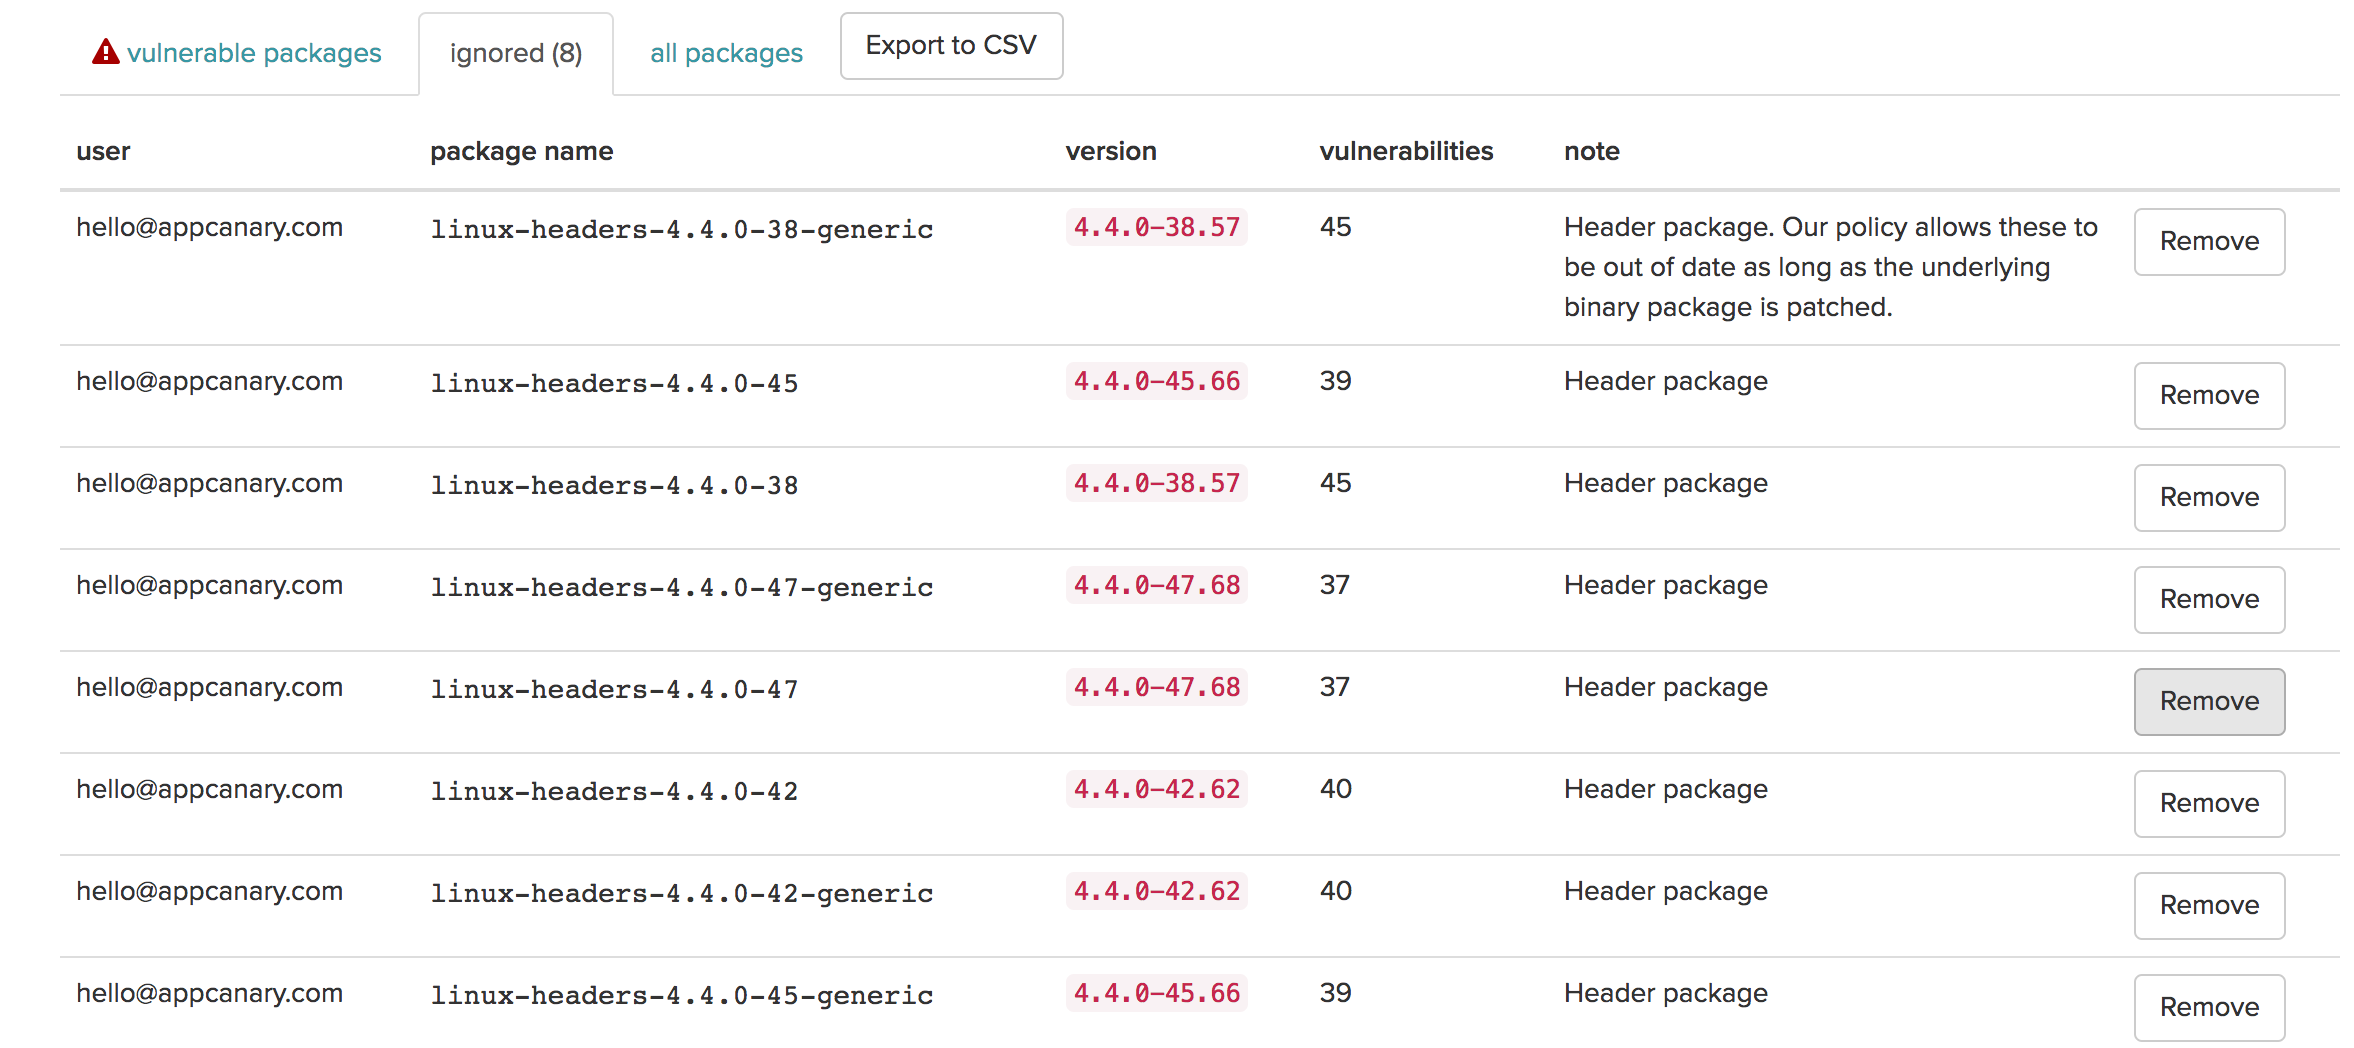 vulnerable packages ignored (8) all packages Export to CSV
user package name version vulnerabilities note
hello@appcanary.com linux-headers-4.4.0-38-generic 4.4.0-38.57 45 Header package. Our policy allows these to Remove
be out of date as long as the underlying
binary package is patched.
hello@appcanary.com linux-headers-4.4.0-45 4.4.0-45.66 39 Header package Remove
hello@appcanary.com linux-headers-4.4.0-38 4.4.0-38.57 45 Header package Remove
hello@appcanary.com linux-headers-4.4.0-47-generic 4.4.0-47.68 37 Header package Remove
hello@appcanary.com linux-headers-4.4.0-47 4.4.0-47.68 37 Header package Remove
hello@appcanary.com linux-headers-4.4.0-42 4.4.0-42.62 40 Header package Remove
hello@appcanary.com linux-headers-4.4.0-42-generic 4.4.0-42.62 40 Header package Remove
hello@appcanary.com linux-headers-4.4.0-45-generic 4.4.0-45.66 39 Header package Remove